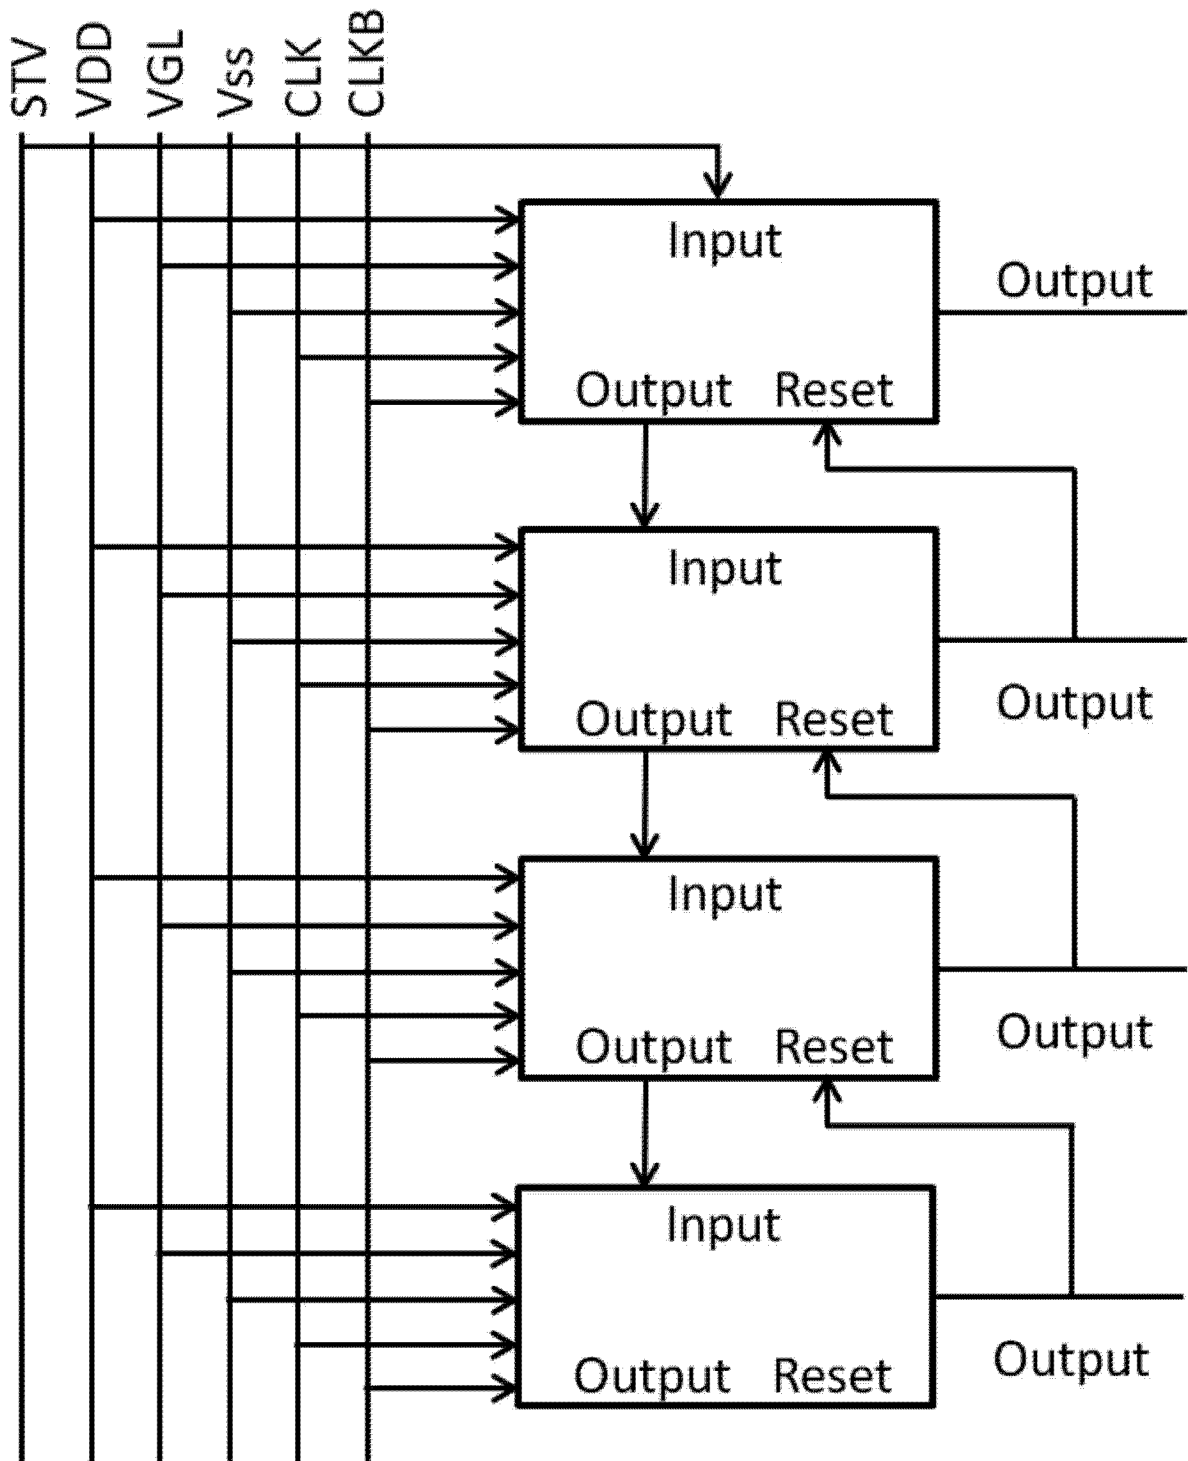 STV
VDD
VGL
Vss
CLK
CLKB
Input
Output
Output Reset
Input
Output
Output Reset
Input
Output
Output Reset
Input
Output
Output Reset